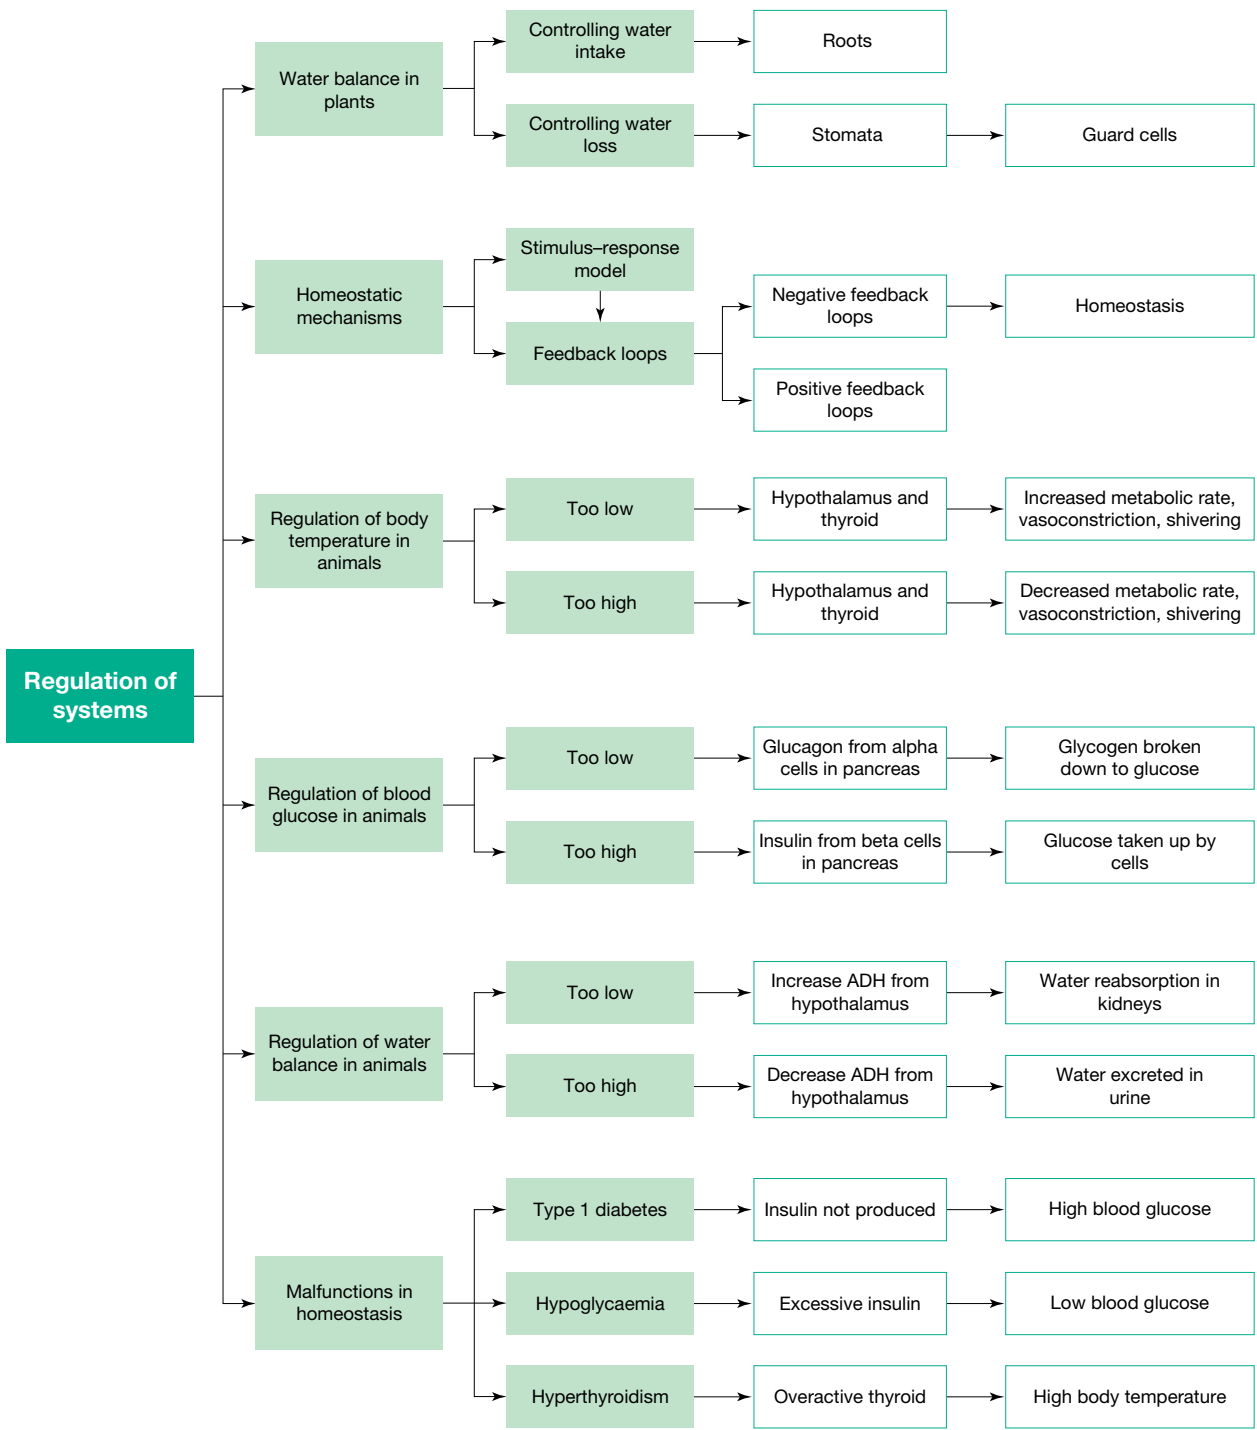 Regulation of
systems
Water balance in
plants
Controlling water
intake
Roots
Controlling water
loss
Stomata
Guard cells
Homeostatic
mechanisms
Stimulus–response
model
Feedback loops
Negative feedback
loops
Homeostasis
Positive feedback
loops
Regulation of body
temperature in
animals
Too low
Hypothalamus and
thyroid
Increased metabolic rate,
vasoconstriction, shivering
Too high
Hypothalamus and
thyroid
Decreased metabolic rate,
vasoconstriction, shivering
Regulation of blood
glucose in animals
Too low
Glucagon from alpha
cells in pancreas
Glycogen broken
down to glucose
Too high
Insulin from beta cells
in pancreas
Glucose taken up by
cells
Regulation of water
balance in animals
Too low
Increase ADH from
hypothalamus
Water reabsorption in
kidneys
Too high
Decrease ADH from
hypothalamus
Water excreted in
urine
Malfunctions in
homeostasis
Type 1 diabetes
Insulin not produced
High blood glucose
Hypoglycaemia
Excessive insulin
Low blood glucose
Hyperthyroidism
Overactive thyroid
High body temperature